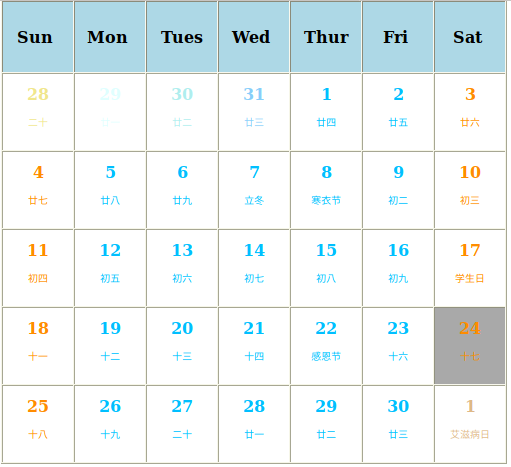 Sun Mon Tues Wed Thur Fri Sat
28 29 30 31 1 2 3
二十 廿一 廿二 廿三 廿四 廿五 廿六
4 5 6 7 8 9 10
廿七 廿八 廿九 立冬 寒衣节 初二 初三
11 12 13 14 15 16 17
初四 初五 初六 初七 初八 初九 学生日
18 19 20 21 22 23 24
十一 十二 十三 十四 感恩节 十六 十七
25 26 27 28 29 30 1
十八 十九 二十 廿一 廿二 廿三 艾滋病日